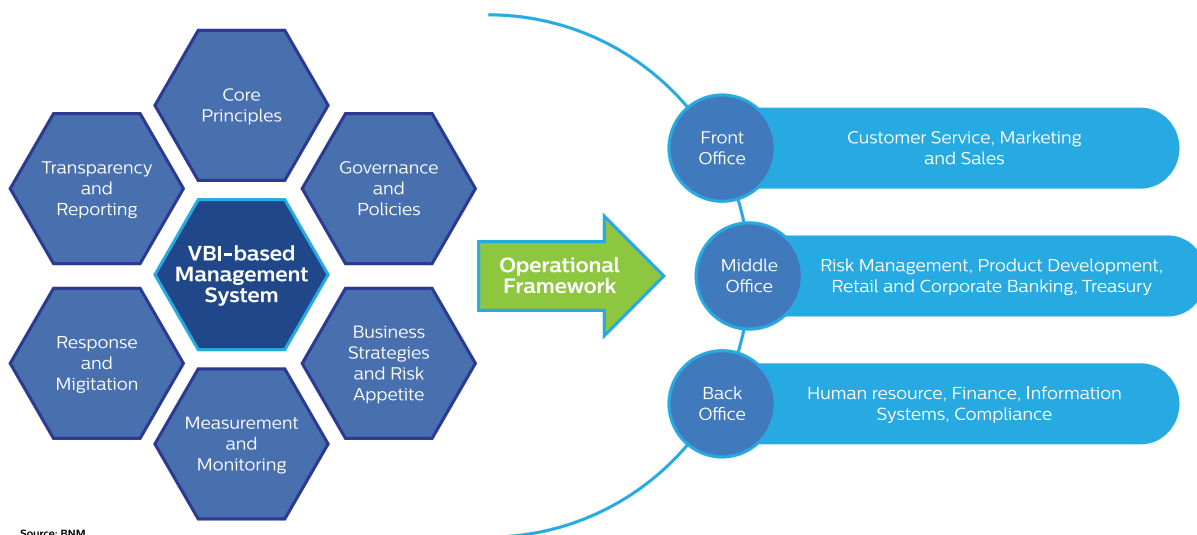 Core
Principles
Transparency
and
Reporting
Governance
and
Policies
VBI-based
Management
System
Response
and
Migitation
Business
Strategies
and Risk
Appetite
Measurement
and
Monitoring
Operational
Framework
Front
Office
Customer Service, Marketing
and Sales
Middle
Office
Risk Management, Product Development,
Retail and Corporate Banking, Treasury
Back
Office
Human resource, Finance, Information
Systems, Compliance
Source: BNM